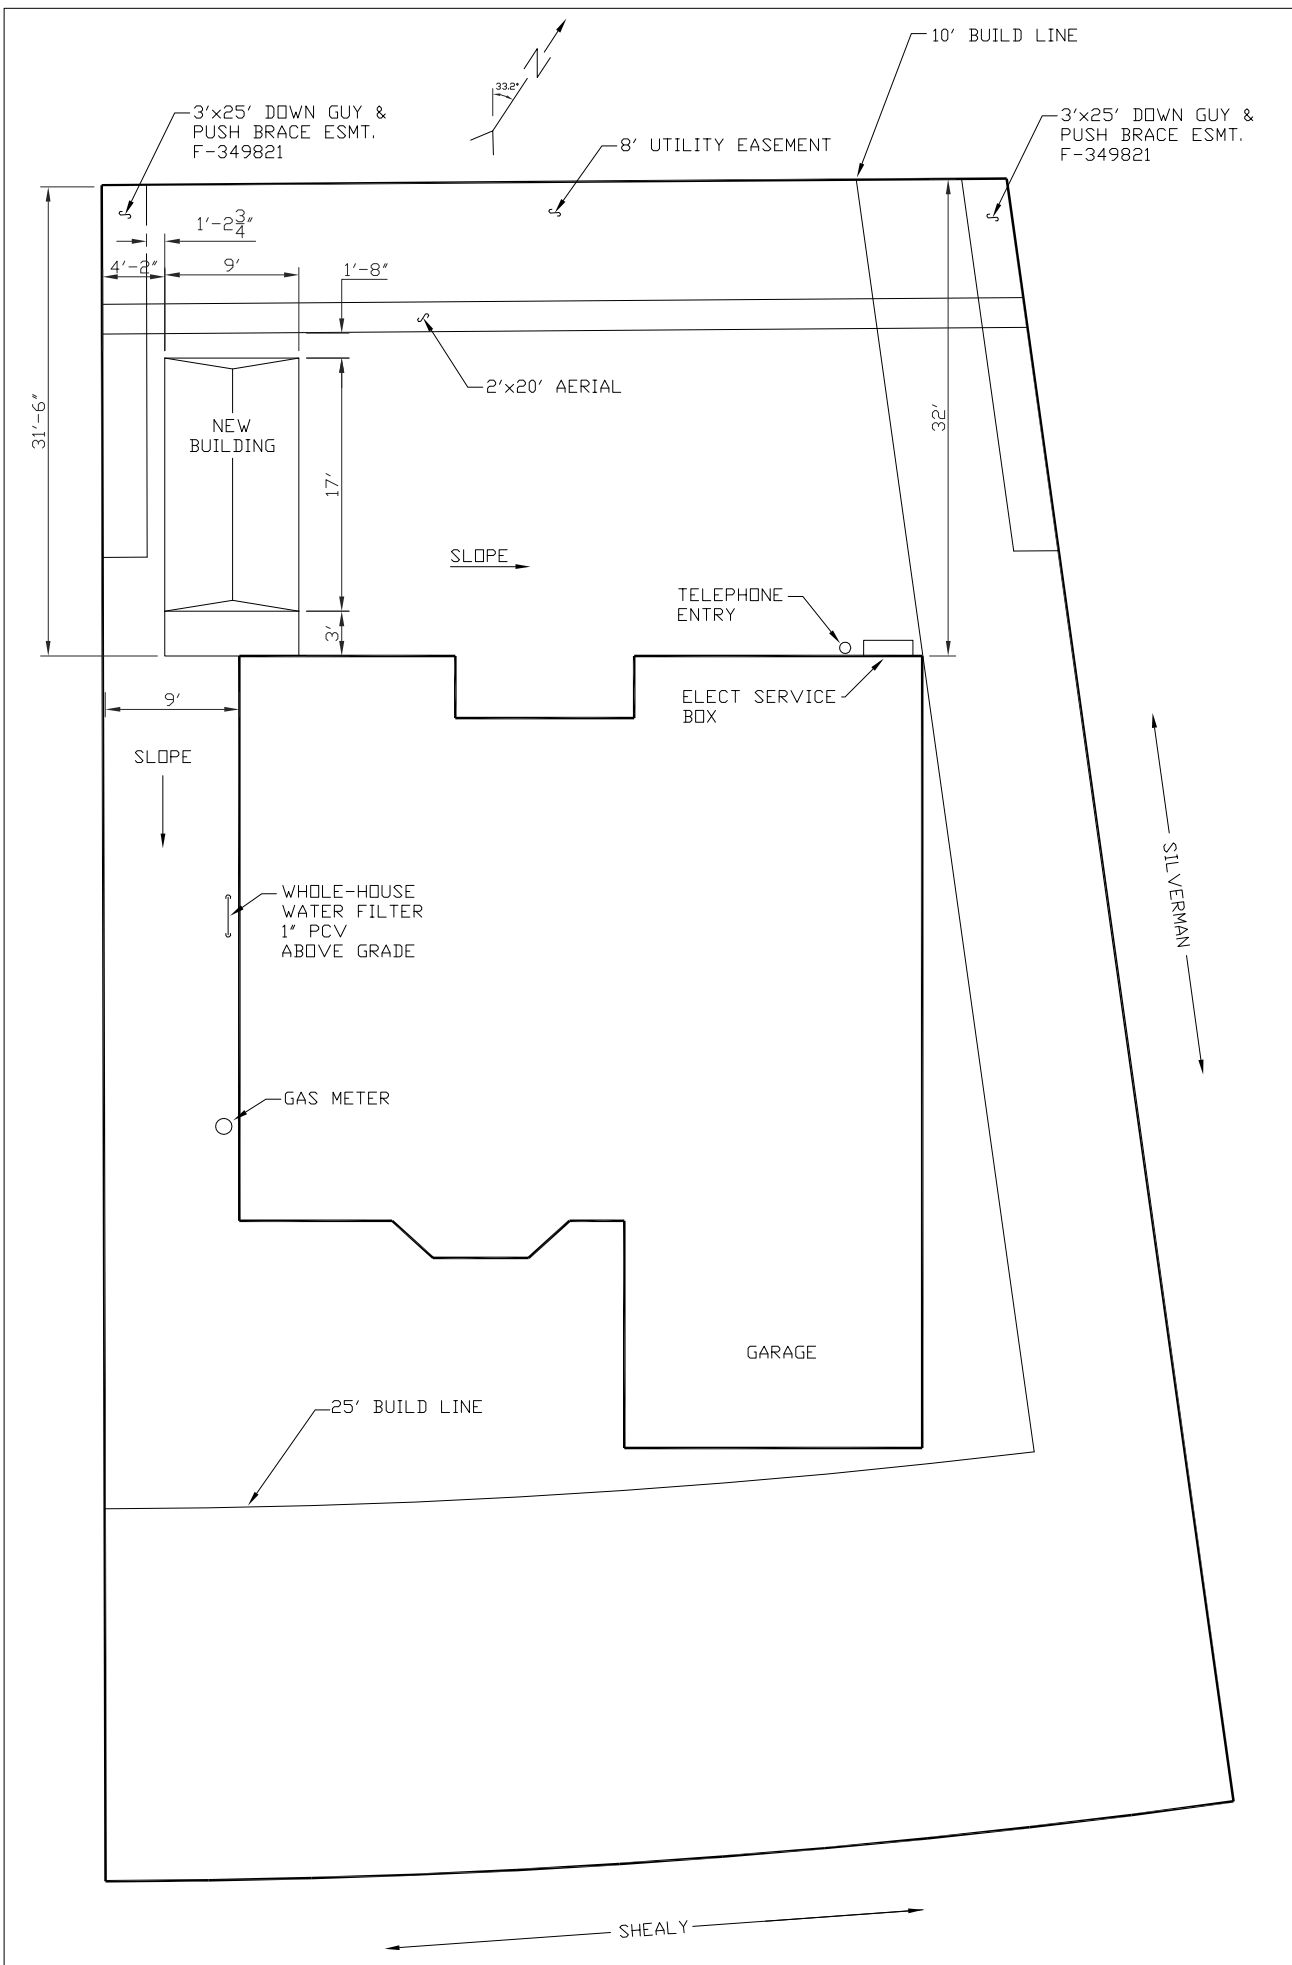 10' BUILD LINE
N
33.2°
3'x25' DOWN GUY &
PUSH BRACE ESMT.
F-349821
3'x25' DOWN GUY &
PUSH BRACE ESMT.
F-349821
8' UTILITY EASEMENT
1'-2 3/4"
4'-2"
9'
1'-8"
2'x20' AERIAL
31'-6"
32'
NEW
BUILDING
17'
SLOPE
TELEPHONE
ENTRY
3'
ELECT SERVICE
BOX
9'
SLOPE
SILVERMAN
WHOLE-HOUSE
WATER FILTER
1" PCV
ABOVE GRADE
GAS METER
GARAGE
25' BUILD LINE
SHEALY